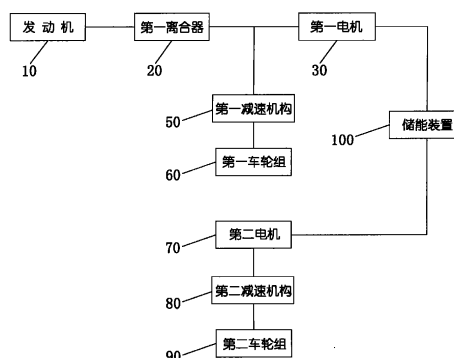 发动机
第一离合器
第一电机
10
20
30
第一减速机构
50
储能装置
100
第一车轮组
60
第二电机
70
第二减速机构
80
第二车轮组
90